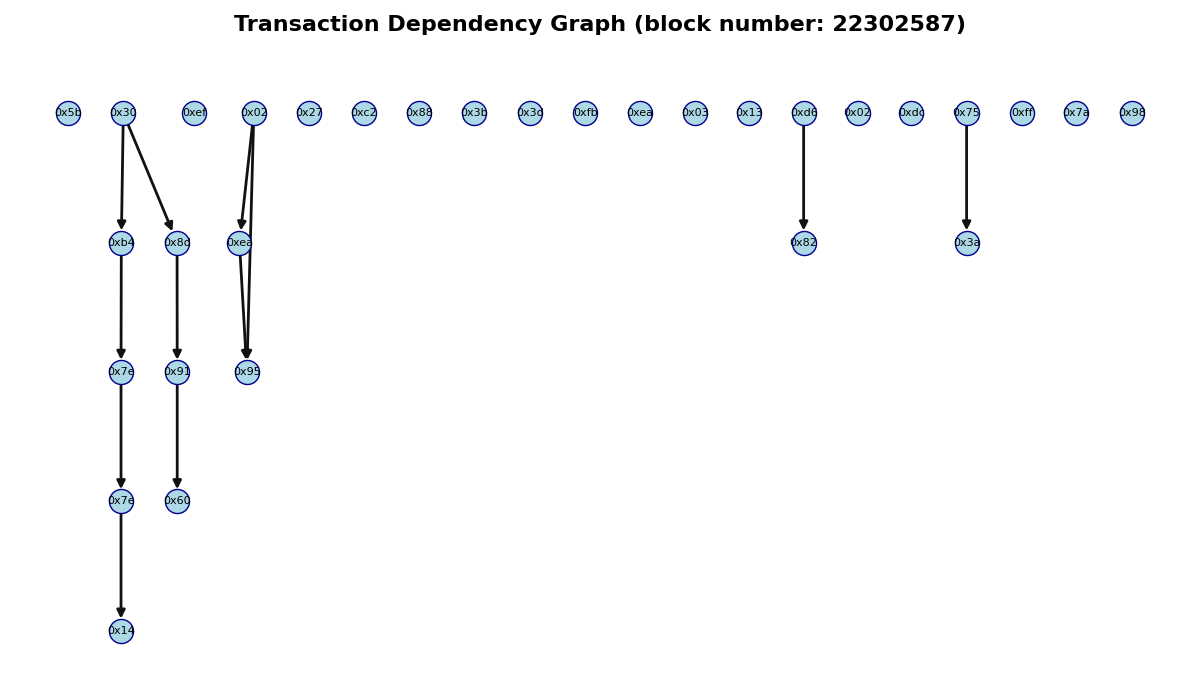 Transaction Dependency Graph (block number: 22302587)
0x5b 0x30 0xef 0x02 0x27 0xc2 0x88 0x3b 0x3d 0xfb 0xea 0x03 0x13 0xd6 0x02 0xdc 0x75 0xff 0x7a 0x98
0xb4 0x8d 0xea 0x82 0x3a
0x7e 0x91 0x95
0x7e 0x60
0x14